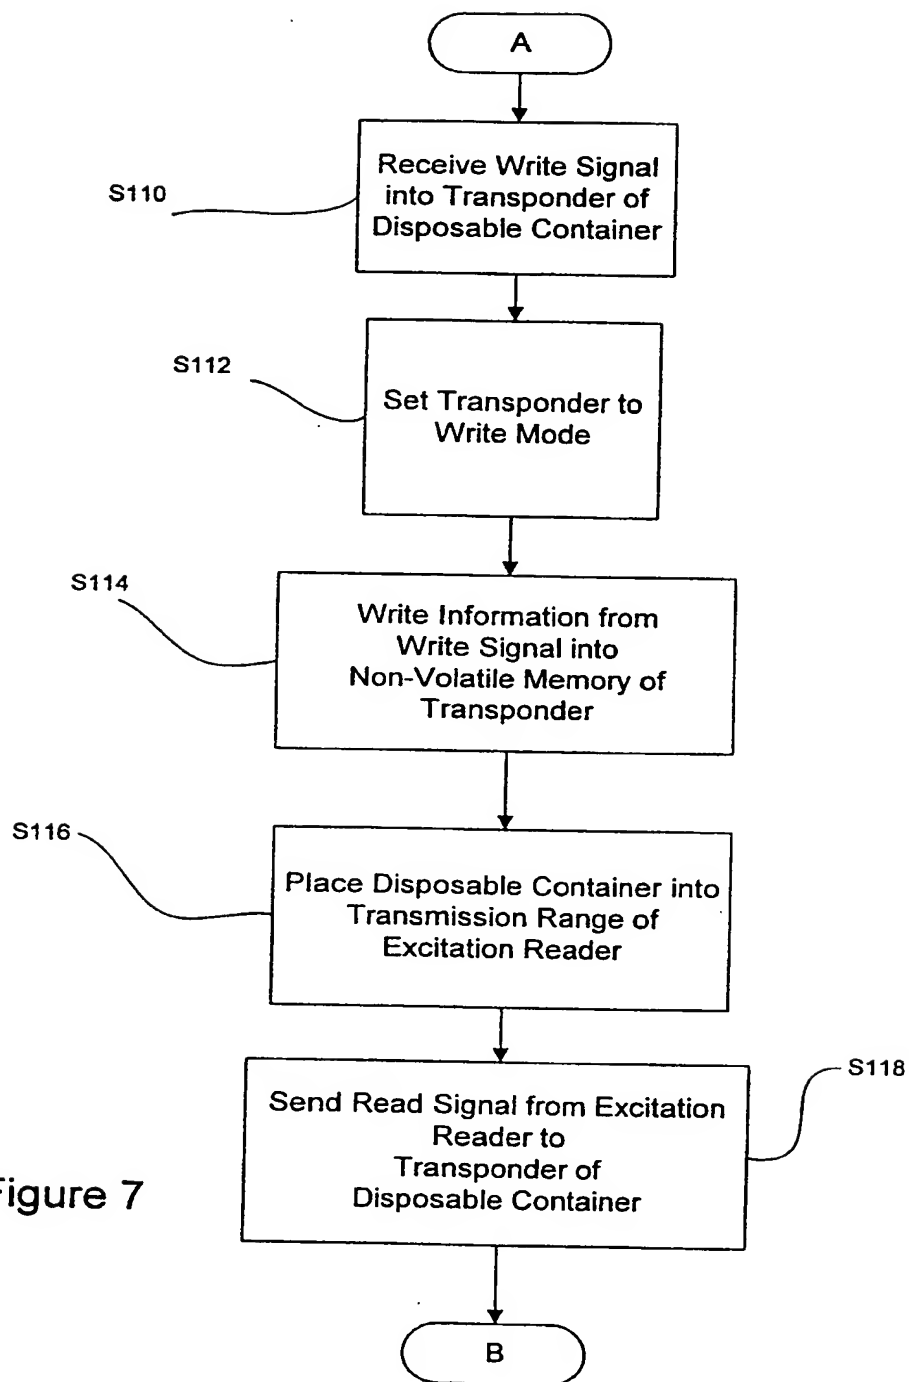 A
S110
Receive Write Signal
into Transponder of
Disposable Container
S112
Set Transponder to
Write Mode
S114
Write Information from
Write Signal into
Non-Volatile Memory of
Transponder
S116
Place Disposable Container into
Transmission Range of
Excitation Reader
S118
Send Read Signal from Excitation
Reader to
Transponder of
Disposable Container
Figure 7
B